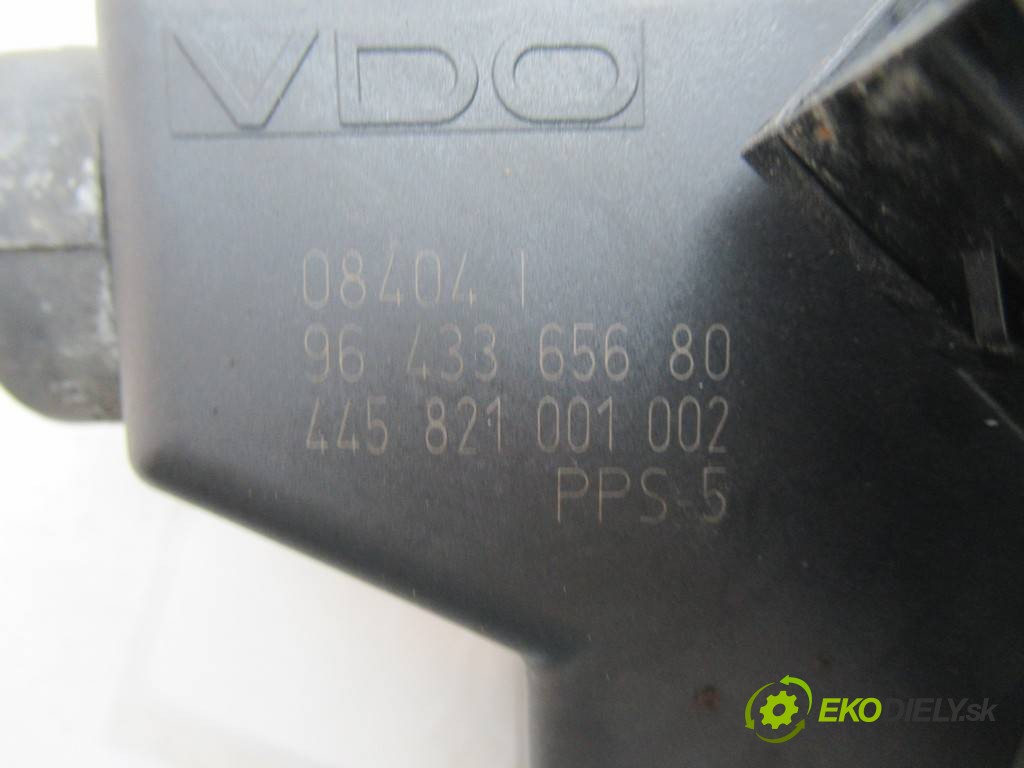 VDO
08404 I
96 433 656 80
445 821 001 002
PPS-5
EKODIELY.sk